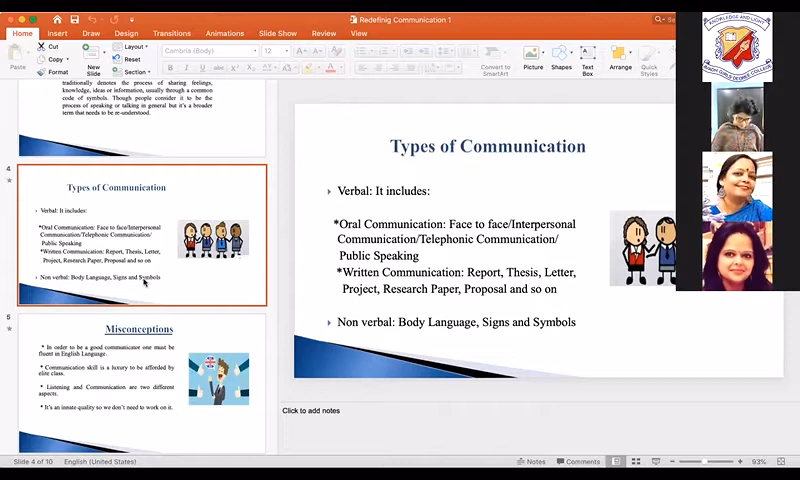 Redefinig Communication 1
Home Insert Draw Design Transitions Animations Slide Show Review View
Paste
Cut
Copy
Format
New Slide
Layout
Reset
Section
Cambria (Body) 12
Convert to SmartArt
Picture
Shapes
Text Box
Arrange
Quick Styles
KNOWLEDGE AND LIGHT
traditionally denotes the process of sharing feelings,
knowledge, ideas or information, usually through a common
code of symbols. Though people consider it to be the
process of speaking or talking in general but it's a broader
term that needs to be re-understood.
4
Types of Communication
Verbal: It includes:
*Oral Communication: Face to face/Interpersonal
Communication/Telephonic Communication/
Public Speaking
*Written Communication: Report, Thesis, Letter,
Project, Research Paper, Proposal and so on
Non verbal: Body Language, Signs and Symbols
5
Misconceptions
* In order to be a good communicator one must be
fluent in English Language.
* Communication skill is a luxury to be afforded by
elite class.
* Listening and Communication are two different
aspects.
* It's an innate quality so we don't need to work on it.
Types of Communication
Verbal: It includes:
*Oral Communication: Face to face/Interpersonal
Communication/Telephonic Communication/
Public Speaking
*Written Communication: Report, Thesis, Letter,
Project, Research Paper, Proposal and so on
Non verbal: Body Language, Signs and Symbols
Click to add notes
Slide 4 of 10 English (United States)
Notes Comments 93%